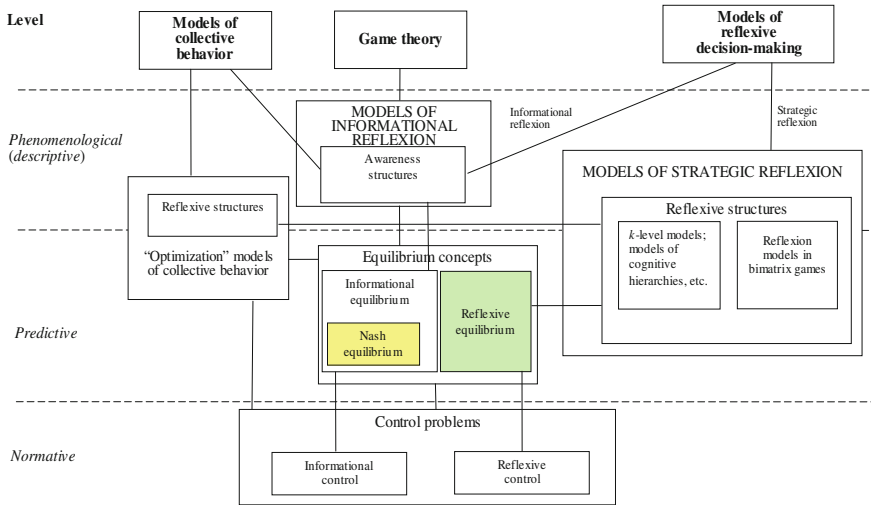 Level
Models of
collective
behavior
Game theory
Models of
reflexive
decision-making
Phenomenological
(descriptive)
MODELS OF
INFORMATIONAL
REFLEXION
Awareness
structures
Informational
reflexion
Strategic
reflexion
Reflexive structures
“Optimization” models
of collective behavior
MODELS OF STRATEGIC REFLEXION
Reflexive structures
k-level models;
models of
cognitive
hierarchies, etc.
Reflexion
models in
bimatrix games
Predictive
Equilibrium concepts
Informational
equilibrium
Nash
equilibrium
Reflexive
equilibrium
Normative
Control problems
Informational
control
Reflexive
control